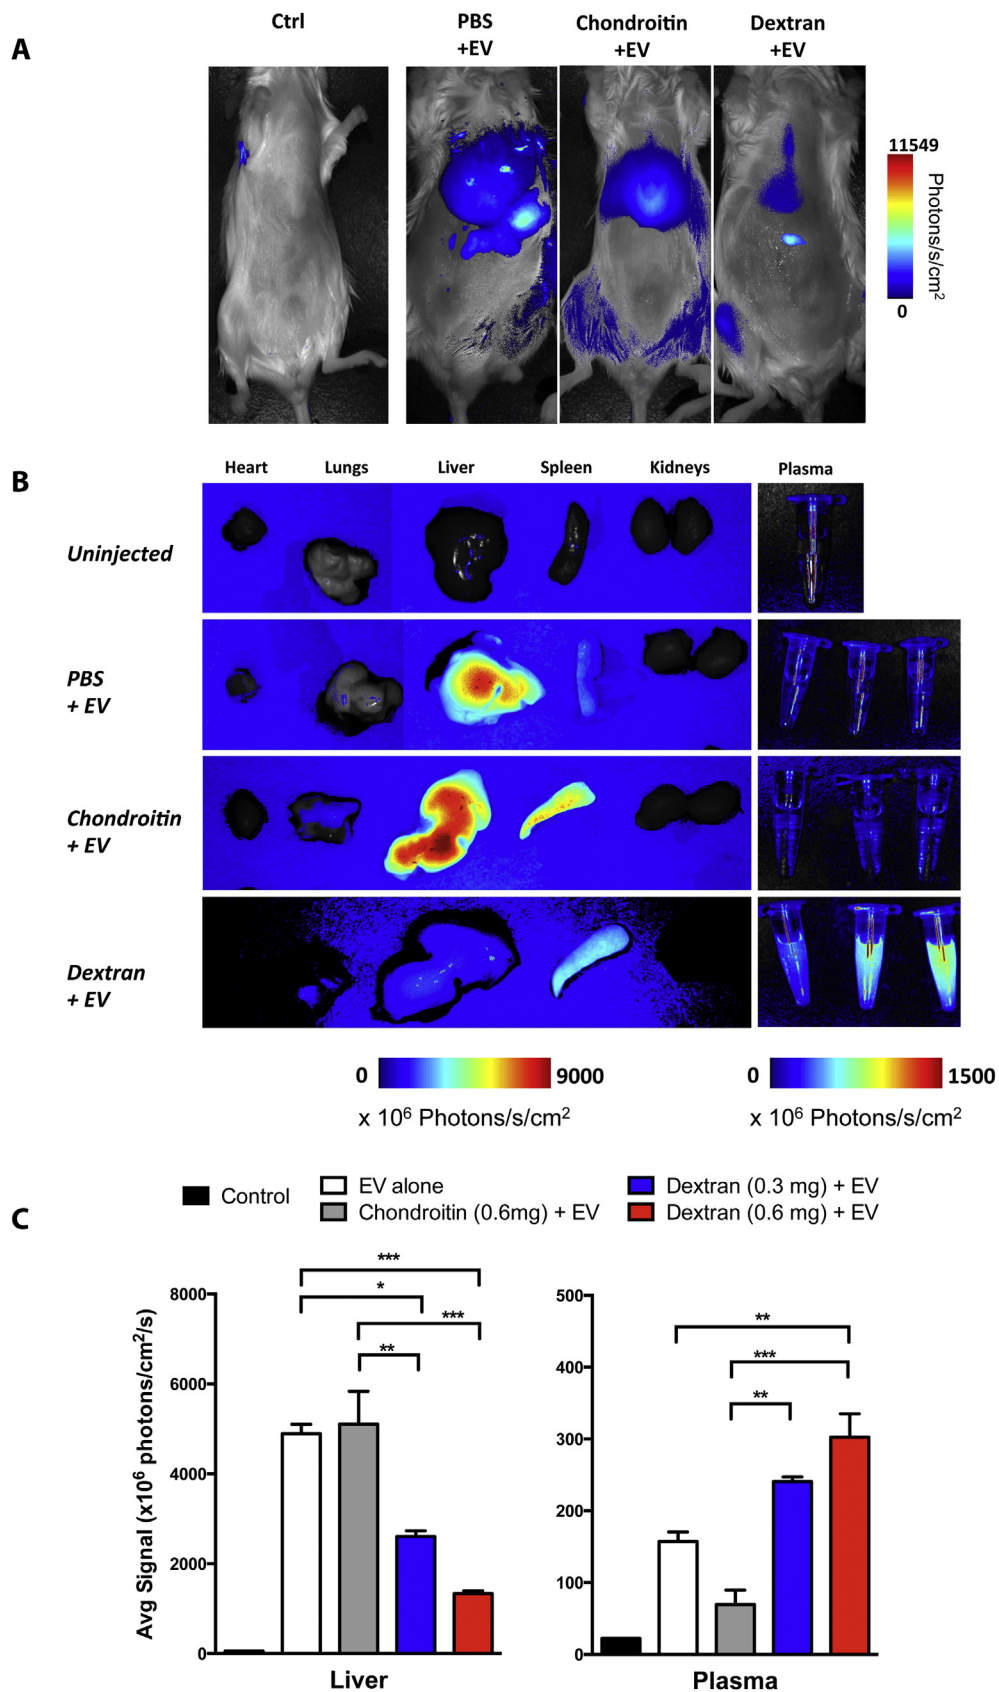 A
Ctrl
PBS
+EV
Chondroitin
+EV
Dextran
+EV
11549
Photons/s/cm²
0
B
Heart Lungs Liver Spleen Kidneys Plasma
Uninjected
PBS
+ EV
Chondroitin
+ EV
Dextran
+ EV
0 9000
x 10⁶ Photons/s/cm²
0 1500
x 10⁶ Photons/s/cm²
C
Control
EV alone
Chondroitin (0.6mg) + EV
Dextran (0.3 mg) + EV
Dextran (0.6 mg) + EV
Avg Signal (x10⁶ photons/cm²/s)
8000
6000
4000
2000
0
***
*
***
**
Liver
500
400
300
200
100
0
**
***
**
Plasma